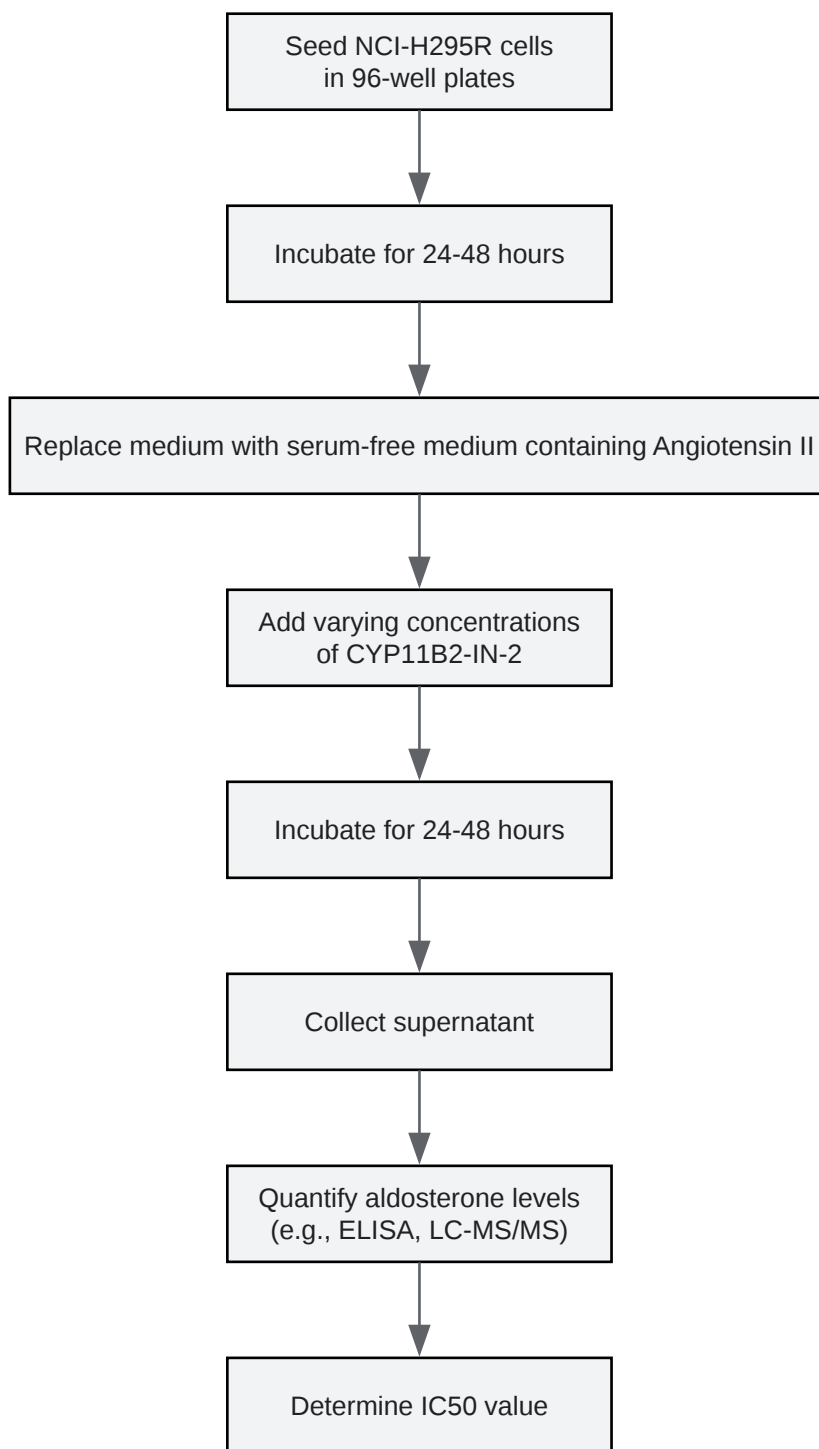 Seed NCI-H295R cells
in 96-well plates
Incubate for 24-48 hours
Replace medium with serum-free medium containing Angiotensin II
Add varying concentrations
of CYP11B2-IN-2
Incubate for 24-48 hours
Collect supernatant
Quantify aldosterone levels
(e.g., ELISA, LC-MS/MS)
Determine IC50 value